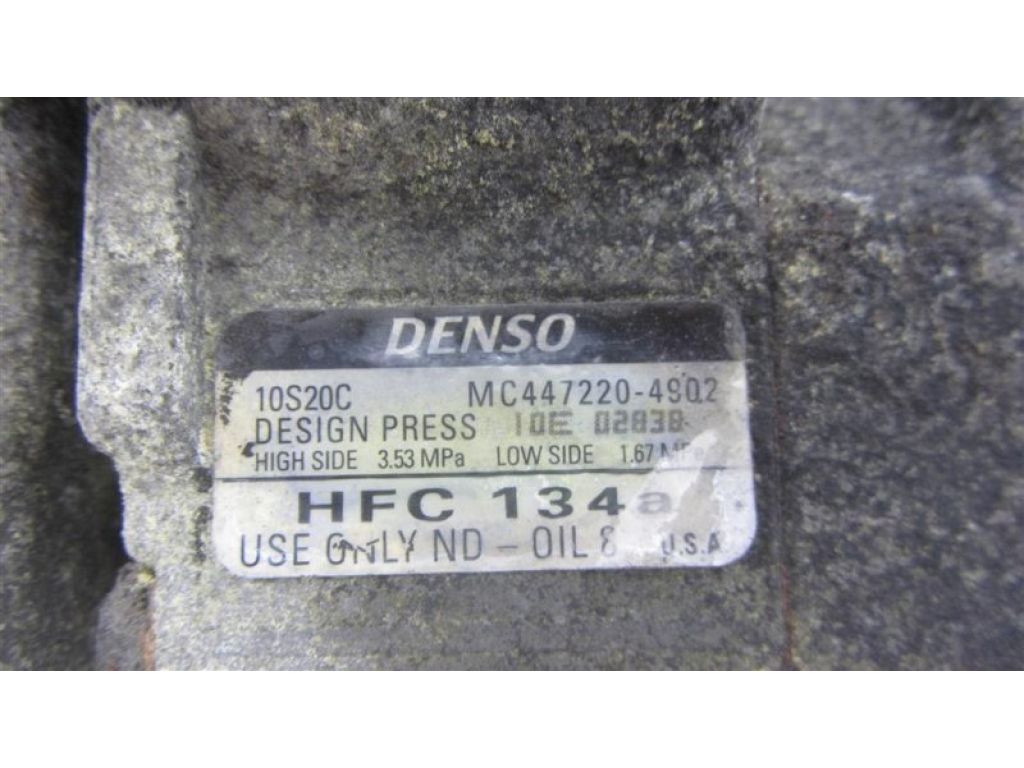 DENSO
10S20C MC447220-4902
DESIGN PRESS 10E 02838
HIGH SIDE 3.53 MPa LOW SIDE 1.67 MPa
HFC 134a
USE ONLY ND-OIL 8 U.S.A